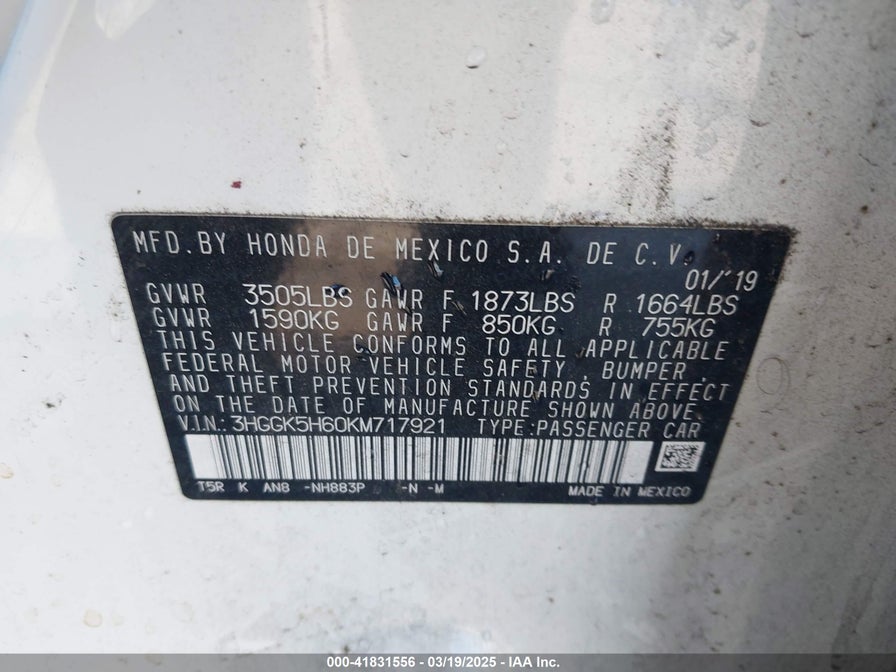 MFD.BY HONDA DE MEXICO S.A. DE C.V.
01/'19
GVWR 3505LBS GAWR F 1873LBS R 1664LBS
GVWR 1590KG GAWR F 850KG R 755KG
THIS VEHICLE CONFORMS TO ALL APPLICABLE
FEDERAL MOTOR VEHICLE SAFETY, BUMPER,
AND THEFT PREVENTION STANDARDS IN EFFECT
ON THE DATE OF MANUFACTURE SHOWN ABOVE.
V.I.N.: 3HGGK5H60KM717921 TYPE:PASSENGER CAR
T5R K AN8 -NH883P -N -M MADE IN MEXICO
000-41831556 - 03/19/2025 - IAA Inc.